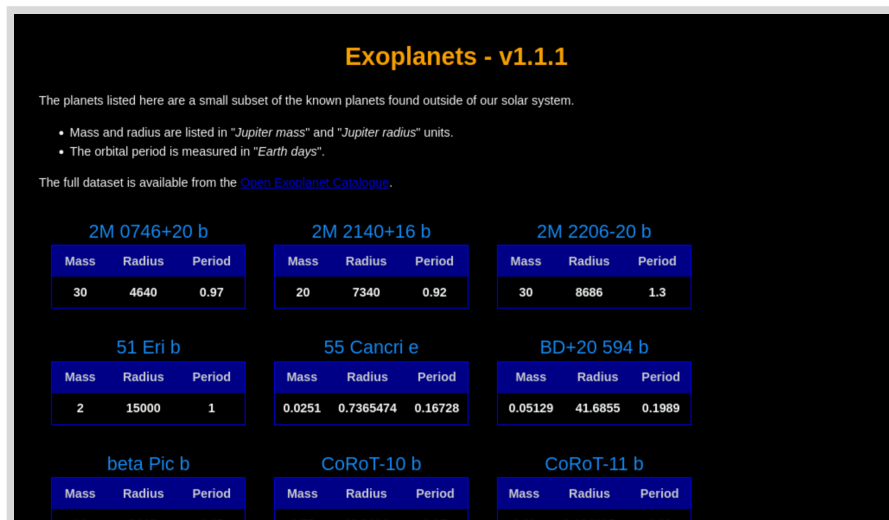 Exoplanets - v1.1.1
The planets listed here are a small subset of the known planets found outside of our solar system.
• Mass and radius are listed in "Jupiter mass" and "Jupiter radius" units.
• The orbital period is measured in "Earth days".
The full dataset is available from the Open Exoplanet Catalogue.
2M 0746+20 b 2M 2140+16 b 2M 2206-20 b
Mass Radius Period Mass Radius Period Mass Radius Period
30 4640 0.97 20 7340 0.92 30 8686 1.3
51 Eri b 55 Cancri e BD+20 594 b
Mass Radius Period Mass Radius Period Mass Radius Period
2 15000 1 0.0251 0.7365474 0.16728 0.05129 41.6855 0.1989
beta Pic b CoRoT-10 b CoRoT-11 b
Mass Radius Period Mass Radius Period Mass Radius Period